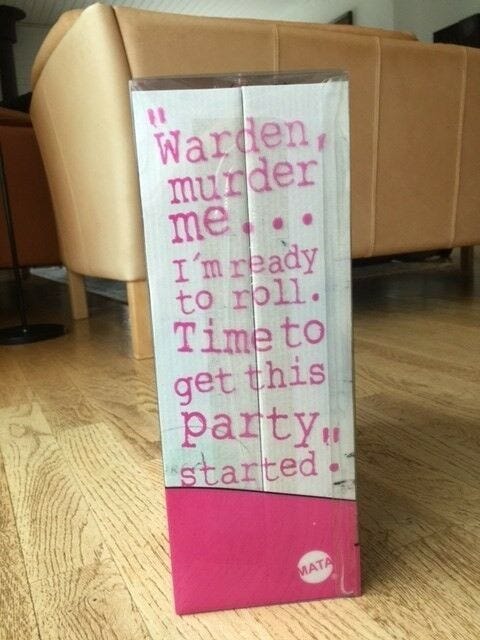 "Warden,
murder
me...
I'm ready
to roll.
Time to
get this
party
started".
MATA